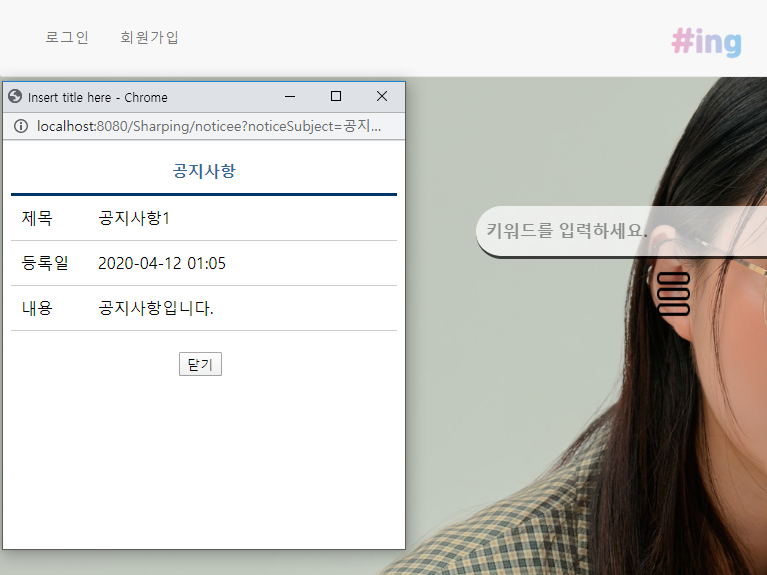 로그인 회원가입
#ing
Insert title here - Chrome
localhost:8080/Sharping/noticee?noticeSubject=공지...
공지사항
제목 공지사항1
등록일 2020-04-12 01:05
내용 공지사항입니다.
닫기
키워드를 입력하세요.